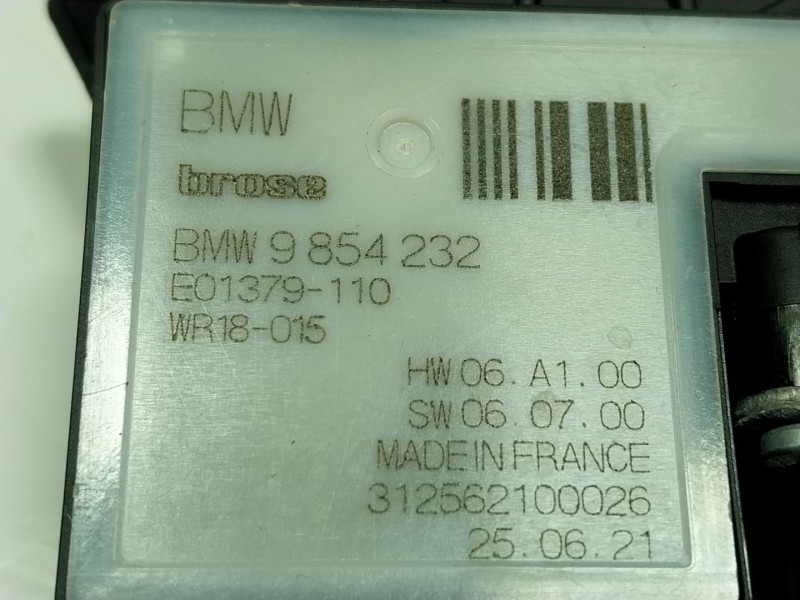 BMW
brose
BMW 9 854 232
E01379-110
WR18-015
HW 06.A1.00
SW 06.07.00
MADE IN FRANCE
312562100026
25.06.21